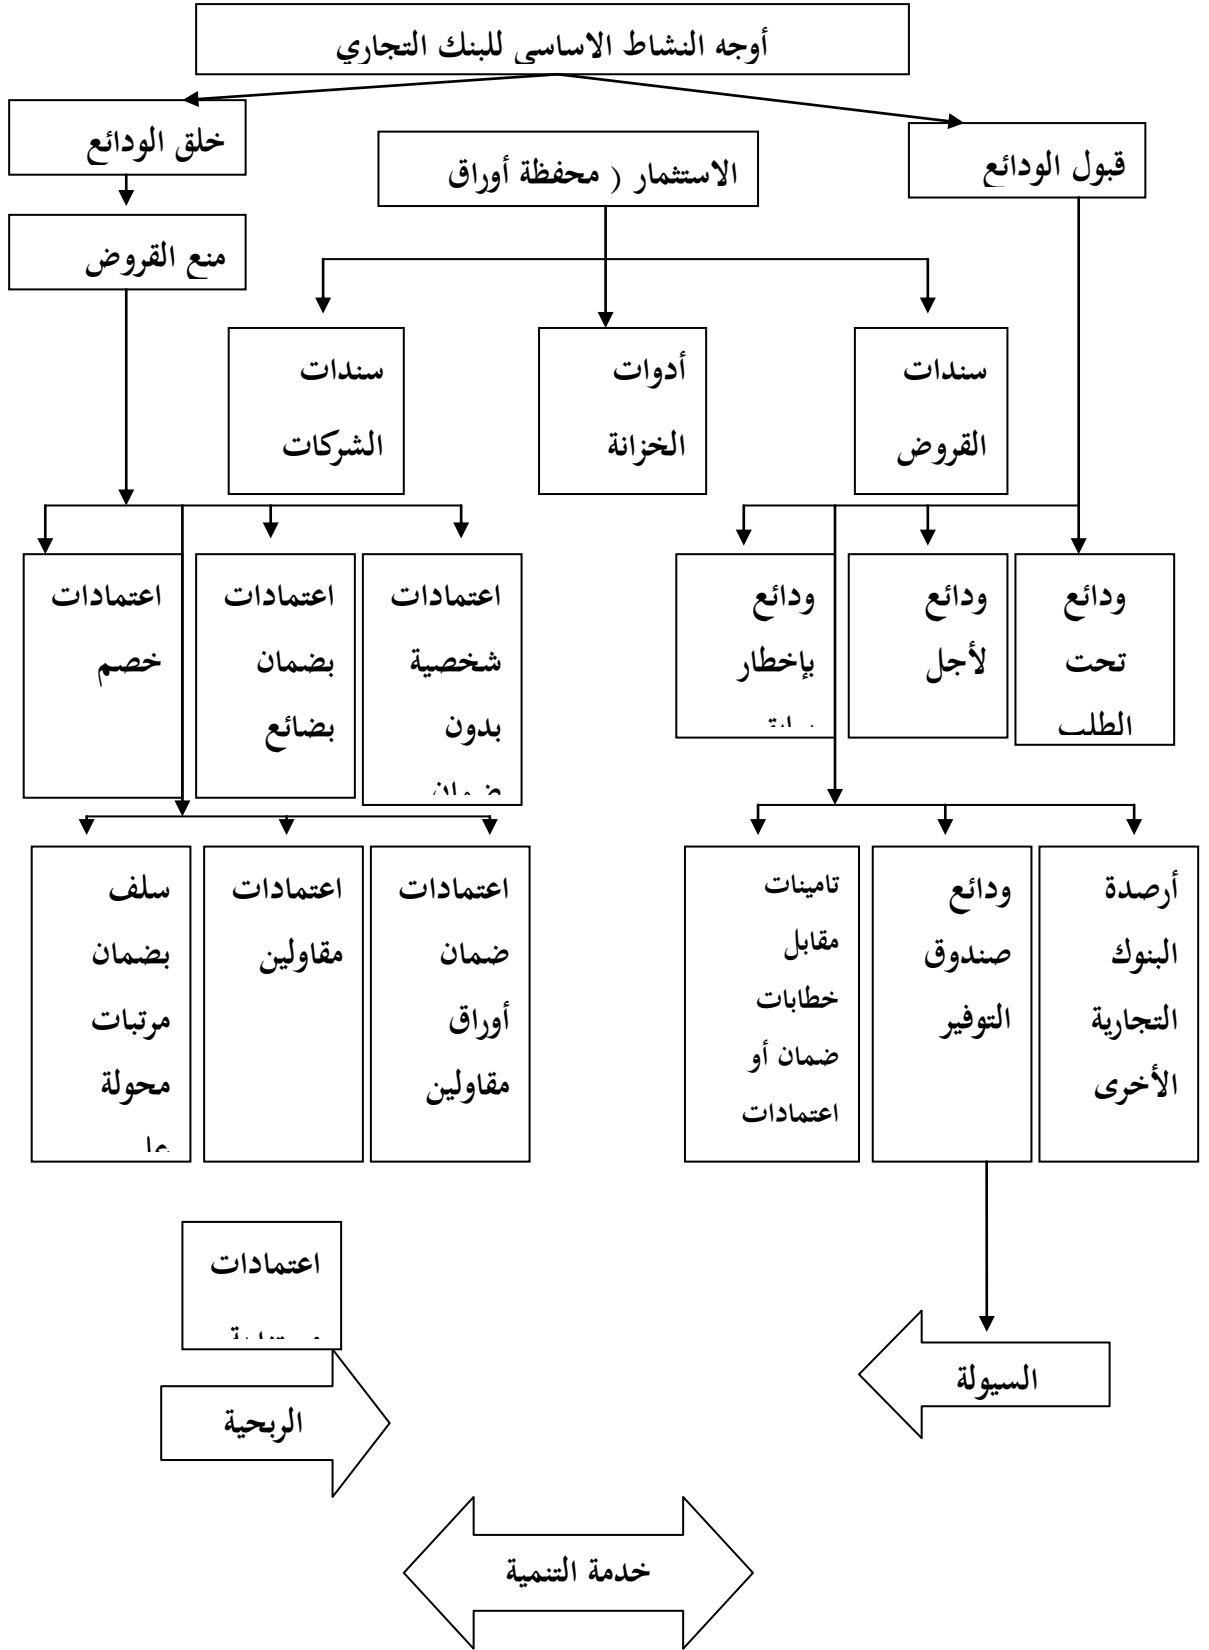 أوجه النشاط الاساسي للبنك التجاري
قبول الودائع
الاستثمار ( محفظة أوراق
خلق الودائع
منع القروض
سندات
القروض
أدوات
الخزانة
سندات
الشركات
ودائع
تحت
الطلب
ودائع
لأجل
ودائع
بإخطار
اعتمادات
شخصية
بدون
ضمان
اعتمادات
بضمان
بضائع
اعتمادات
خصم
أرصدة
البنوك
التجارية
الأخرى
ودائع
صندوق
التوفير
تامينات
مقابل
خطابات
ضمان أو
اعتمادات
اعتمادات
ضمان
أوراق
مقاولين
اعتمادات
مقاولين
سلف
بضمان
مرتبات
محولة
اعتمادات
السيولة
الربحية
خدمة التنمية